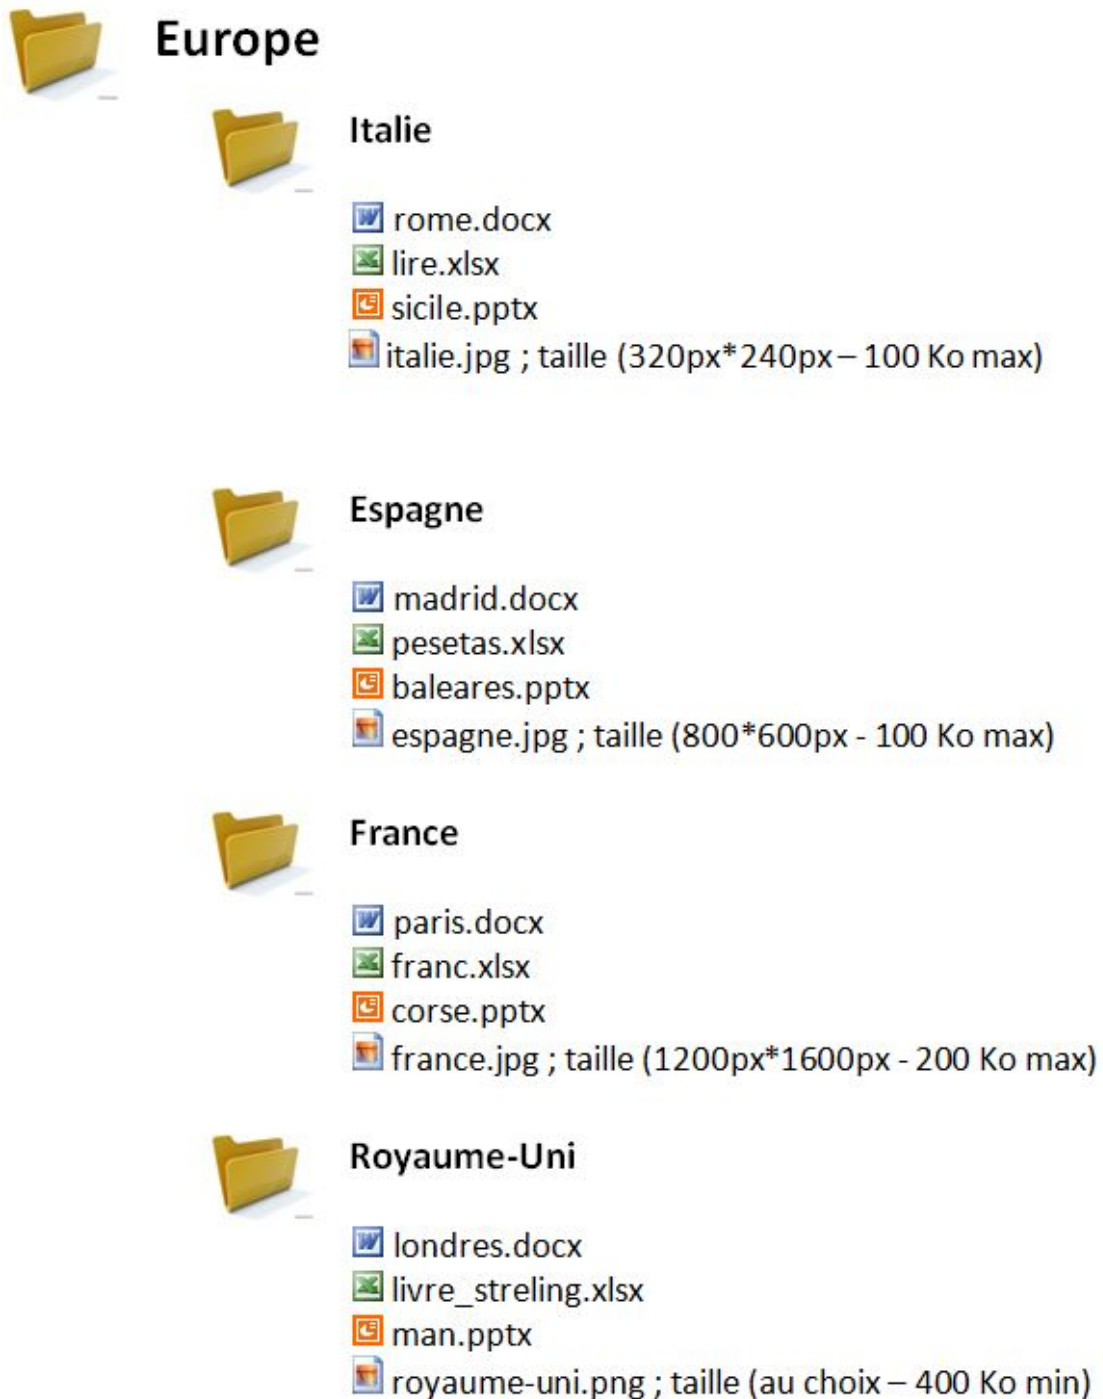 Europe
Italie
rome.docx
lire.xlsx
sicile.pptx
italie.jpg ; taille (320px*240px – 100 Ko max)
Espagne
madrid.docx
pesetas.xlsx
baleares.pptx
espagne.jpg ; taille (800*600px - 100 Ko max)
France
paris.docx
franc.xlsx
corse.pptx
france.jpg ; taille (1200px*1600px - 200 Ko max)
Royaume-Uni
londres.docx
livre_streling.xlsx
man.pptx
royaume-uni.png ; taille (au choix – 400 Ko min)